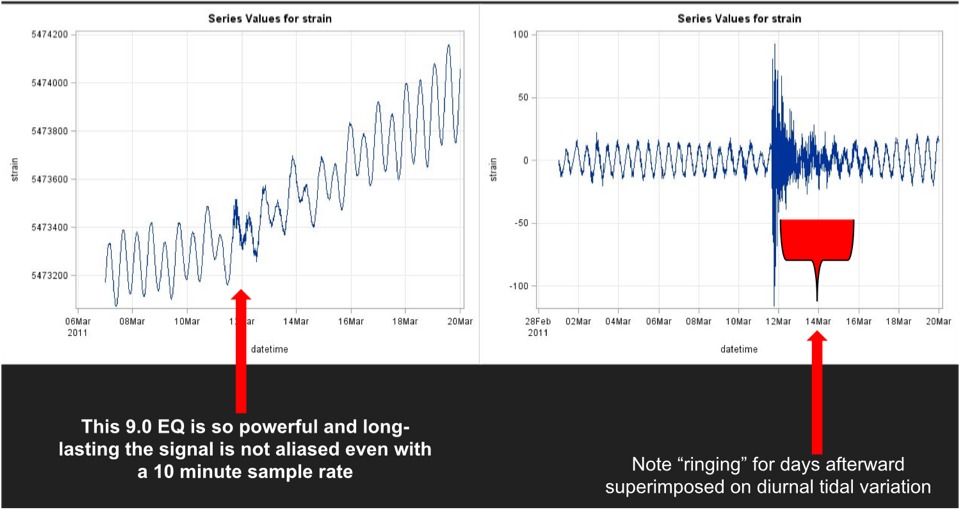 Series Values for strain
5474200
5474000
5473800
5473600
5473400
5473200
strain
06Mar 08Mar 10Mar 12Mar 14Mar 16Mar 18Mar 20Mar
2011
datetime
Series Values for strain
100
50
0
-50
-100
strain
28Feb 02Mar 04Mar 06Mar 08Mar 10Mar 12Mar 14Mar 16Mar 18Mar 20Mar
2011
datetime
This 9.0 EQ is so powerful and long-
lasting the signal is not aliased even with
a 10 minute sample rate
Note “ringing” for days afterward
superimposed on diurnal tidal variation